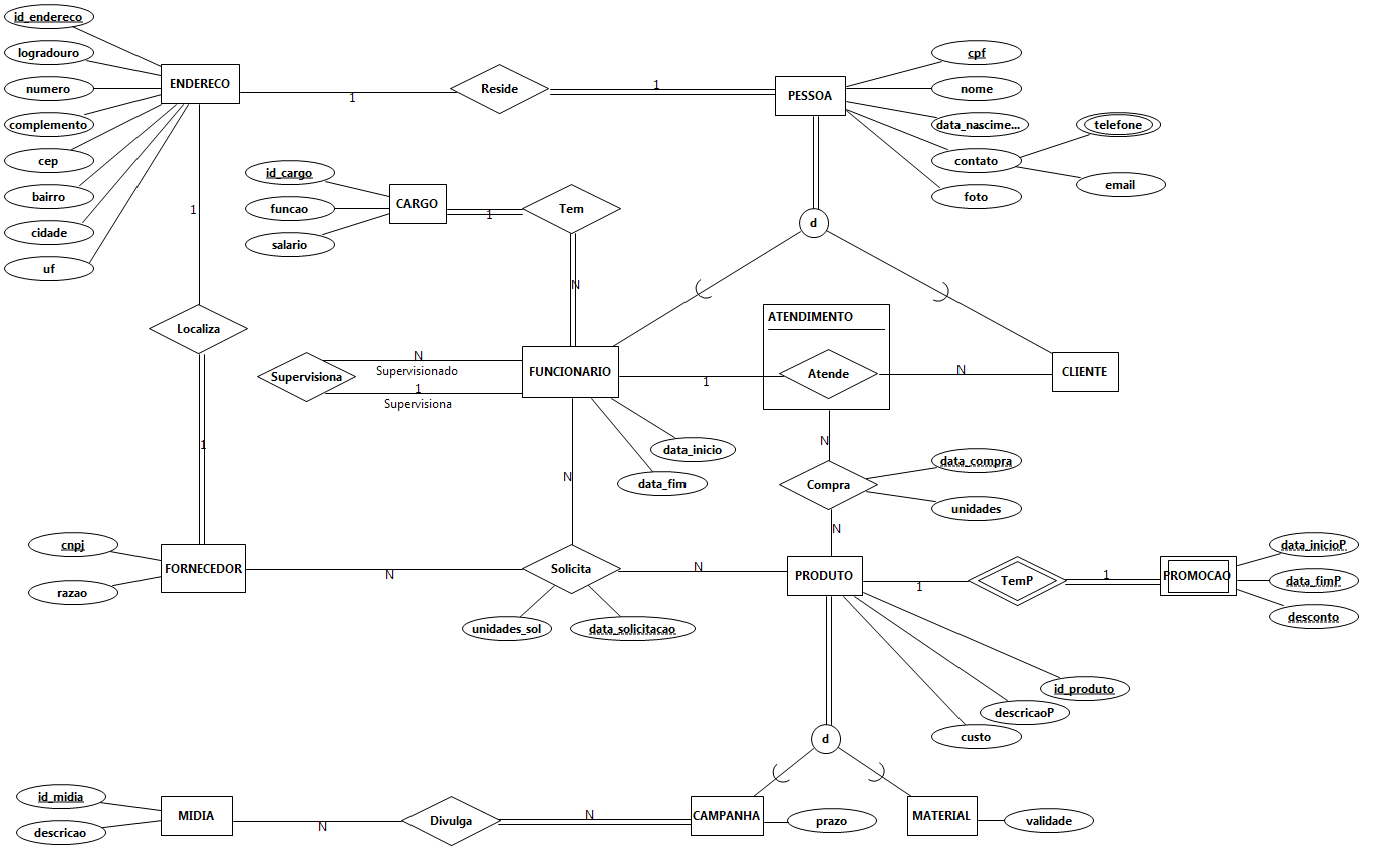 id_endereco
logradouro
numero
complemento
cep
bairro
cidade
uf
ENDERECO
1
Reside
1
PESSOA
cpf
nome
data_nascime...
contato
foto
telefone
email
id_cargo
funcao
salario
CARGO
1
Tem
N
d
1
Localiza
1
Supervisiona
N
Supervisionado
1
Supervisiona
FUNCIONARIO
1
ATENDIMENTO
Atende
N
CLIENTE
data_inicio
data_fim
N
N
Compra
data_compra
unidades
N
cnpj
razao
FORNECEDOR
N
Solicita
N
unidades_sol
data_solicitacao
PRODUTO
1
TemP
1
PROMOCAO
data_inicioP
data_fimP
desconto
id_produto
descricaoP
custo
d
id_midia
descricao
MIDIA
N
Divulga
N
CAMPANHA
prazo
MATERIAL
validade